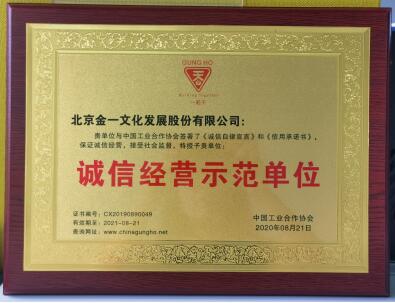 GUNG HO
Working Together
一起干
北京金一文化发展股份有限公司：
贵单位与中国工业合作协会签署了《诚信自律宣言》和《信用承诺书》，
保证诚信经营，接受社会监督，特授予贵单位：
诚信经营示范单位
证书编号：CX20190890049
有效期至：2021-08-21
查询网址：www.chinagungho.net
中国工业合作协会
2020年08月21日